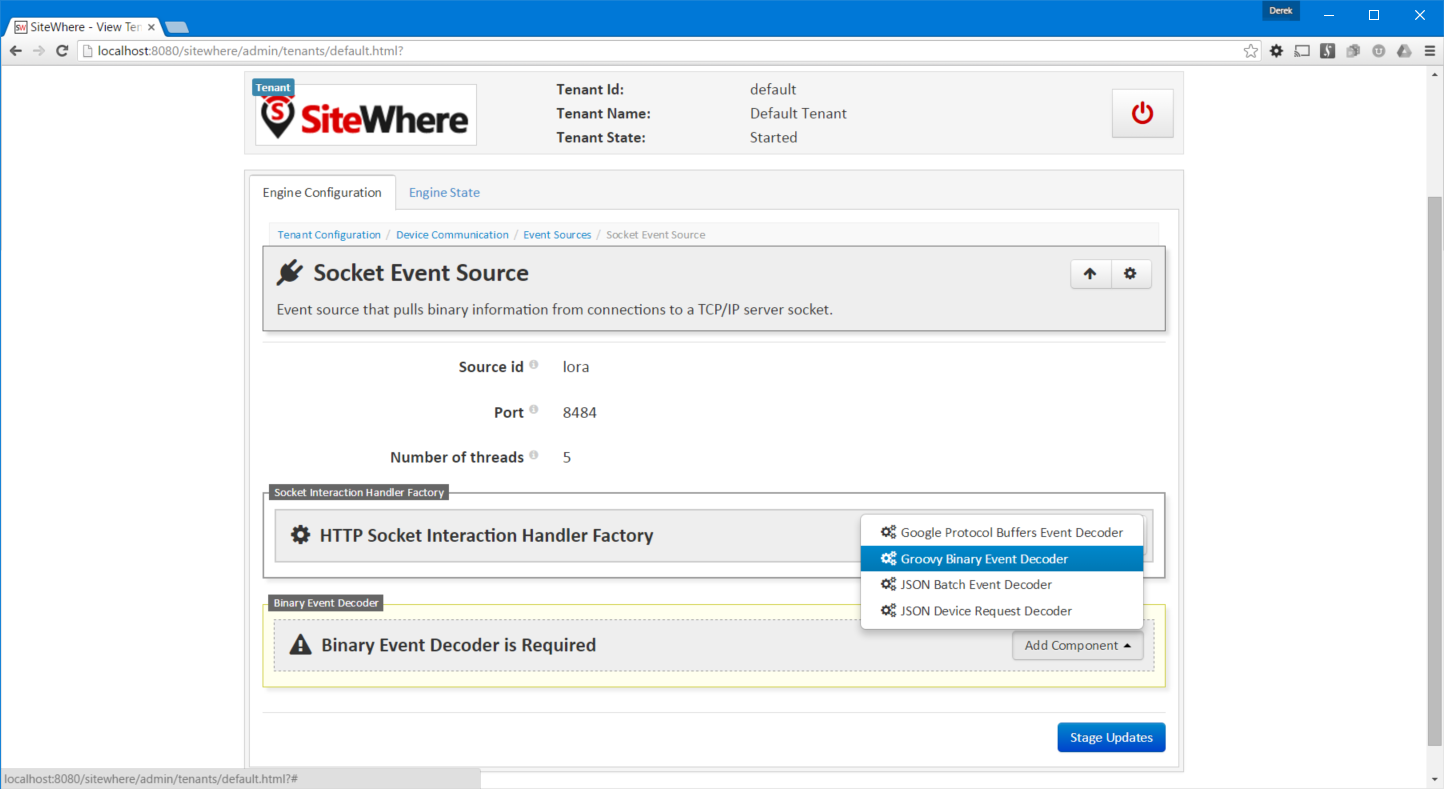 Derek
SW SiteWhere - View Ten
localhost:8080/sitewhere/admin/tenants/default.html?
Tenant
SiteWhere
Tenant Id: default
Tenant Name: Default Tenant
Tenant State: Started
Engine Configuration Engine State
Tenant Configuration / Device Communication / Event Sources / Socket Event Source
Socket Event Source
Event source that pulls binary information from connections to a TCP/IP server socket.
Source id lora
Port 8484
Number of threads 5
Socket Interaction Handler Factory
HTTP Socket Interaction Handler Factory
Google Protocol Buffers Event Decoder
Groovy Binary Event Decoder
JSON Batch Event Decoder
JSON Device Request Decoder
Binary Event Decoder
Binary Event Decoder is Required
Add Component
Stage Updates
localhost:8080/sitewhere/admin/tenants/default.html?#